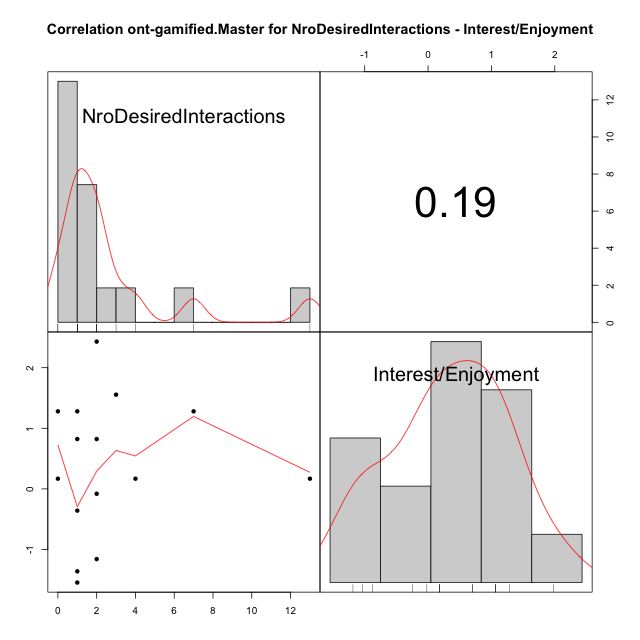 Correlation ont-gamified.Master for NroDesiredInteractions - Interest/Enjoyment
-1 0 1 2
NroDesiredInteractions
0.19
0 2 4 6 8 10 12
Interest/Enjoyment
-1 0 1 2
0 2 4 6 8 10 12